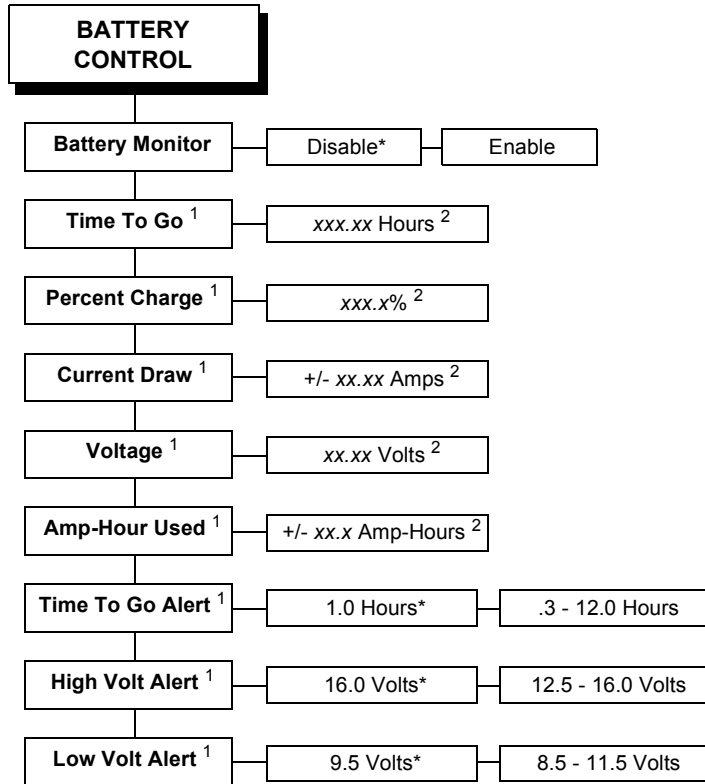 BATTERY
CONTROL
Battery Monitor Disable* Enable
Time To Go 1 xxx.xx Hours 2
Percent Charge 1 xxx.x% 2
Current Draw 1 +/- xx.xx Amps 2
Voltage 1 xx.xx Volts 2
Amp-Hour Used 1 +/- xx.x Amp-Hours 2
Time To Go Alert 1 1.0 Hours* .3 - 12.0 Hours
High Volt Alert 1 16.0 Volts* 12.5 - 16.0 Volts
Low Volt Alert 1 9.5 Volts* 8.5 - 11.5 Volts